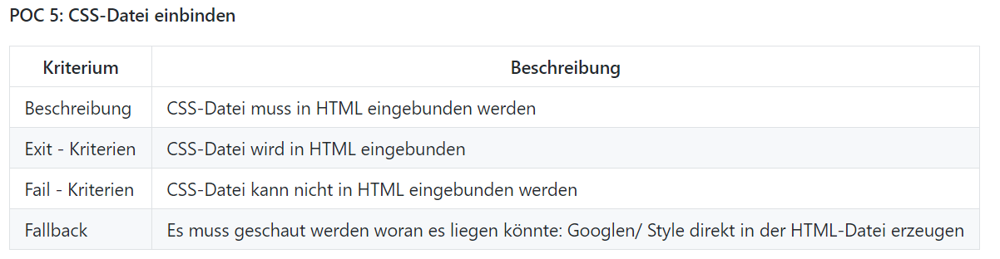 POC 5: CSS-Datei einbinden
Kriterium Beschreibung
Beschreibung CSS-Datei muss in HTML eingebunden werden
Exit - Kriterien CSS-Datei wird in HTML eingebunden
Fail - Kriterien CSS-Datei kann nicht in HTML eingebunden werden
Fallback Es muss geschaut werden woran es liegen könnte: Googlen/ Style direkt in der HTML-Datei erzeugen